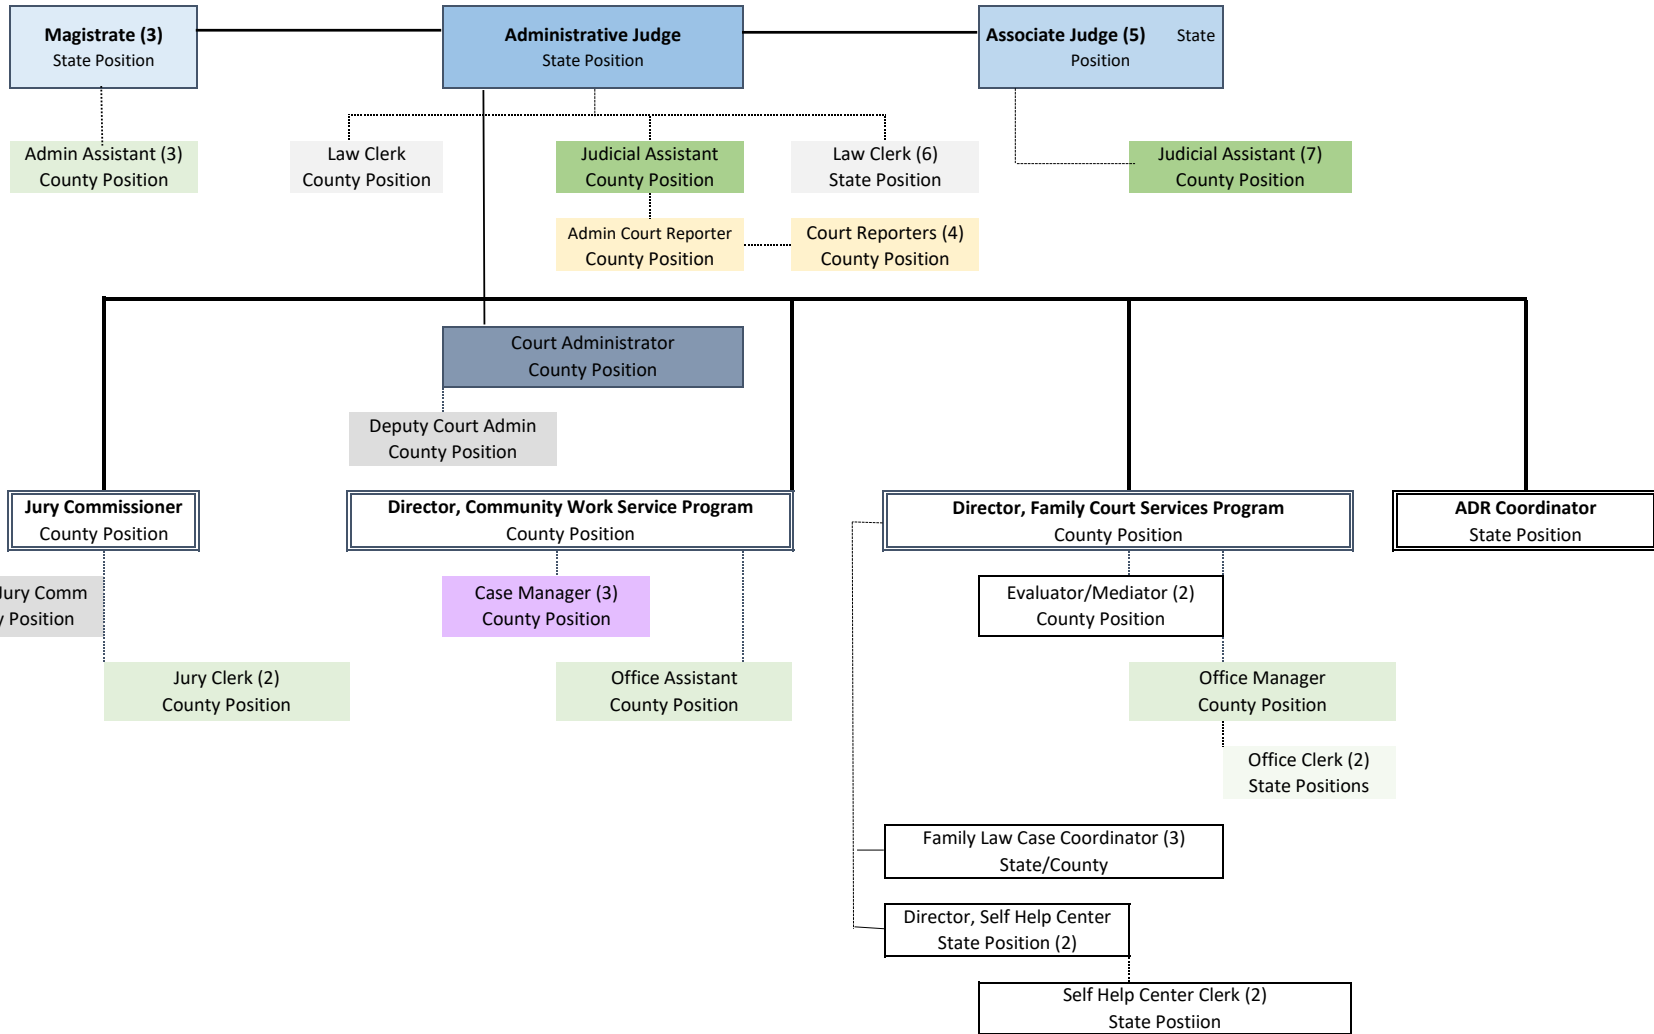 Magistrate (3)
State Position
Administrative Judge
State Position
Associate Judge (5) State
Position
Admin Assistant (3)
County Position
Law Clerk
County Position
Judicial Assistant
County Position
Law Clerk (6)
State Position
Judicial Assistant (7)
County Position
Admin Court Reporter
County Position
Court Reporters (4)
County Position
Court Administrator
County Position
Deputy Court Admin
County Position
Jury Commissioner
County Position
Director, Community Work Service Program
County Position
Director, Family Court Services Program
County Position
ADR Coordinator
State Position
Jury Comm
y Position
Case Manager (3)
County Position
Evaluator/Mediator (2)
County Position
Jury Clerk (2)
County Position
Office Assistant
County Position
Office Manager
County Position
Office Clerk (2)
State Positions
Family Law Case Coordinator (3)
State/County
Director, Self Help Center
State Position (2)
Self Help Center Clerk (2)
State Postiion